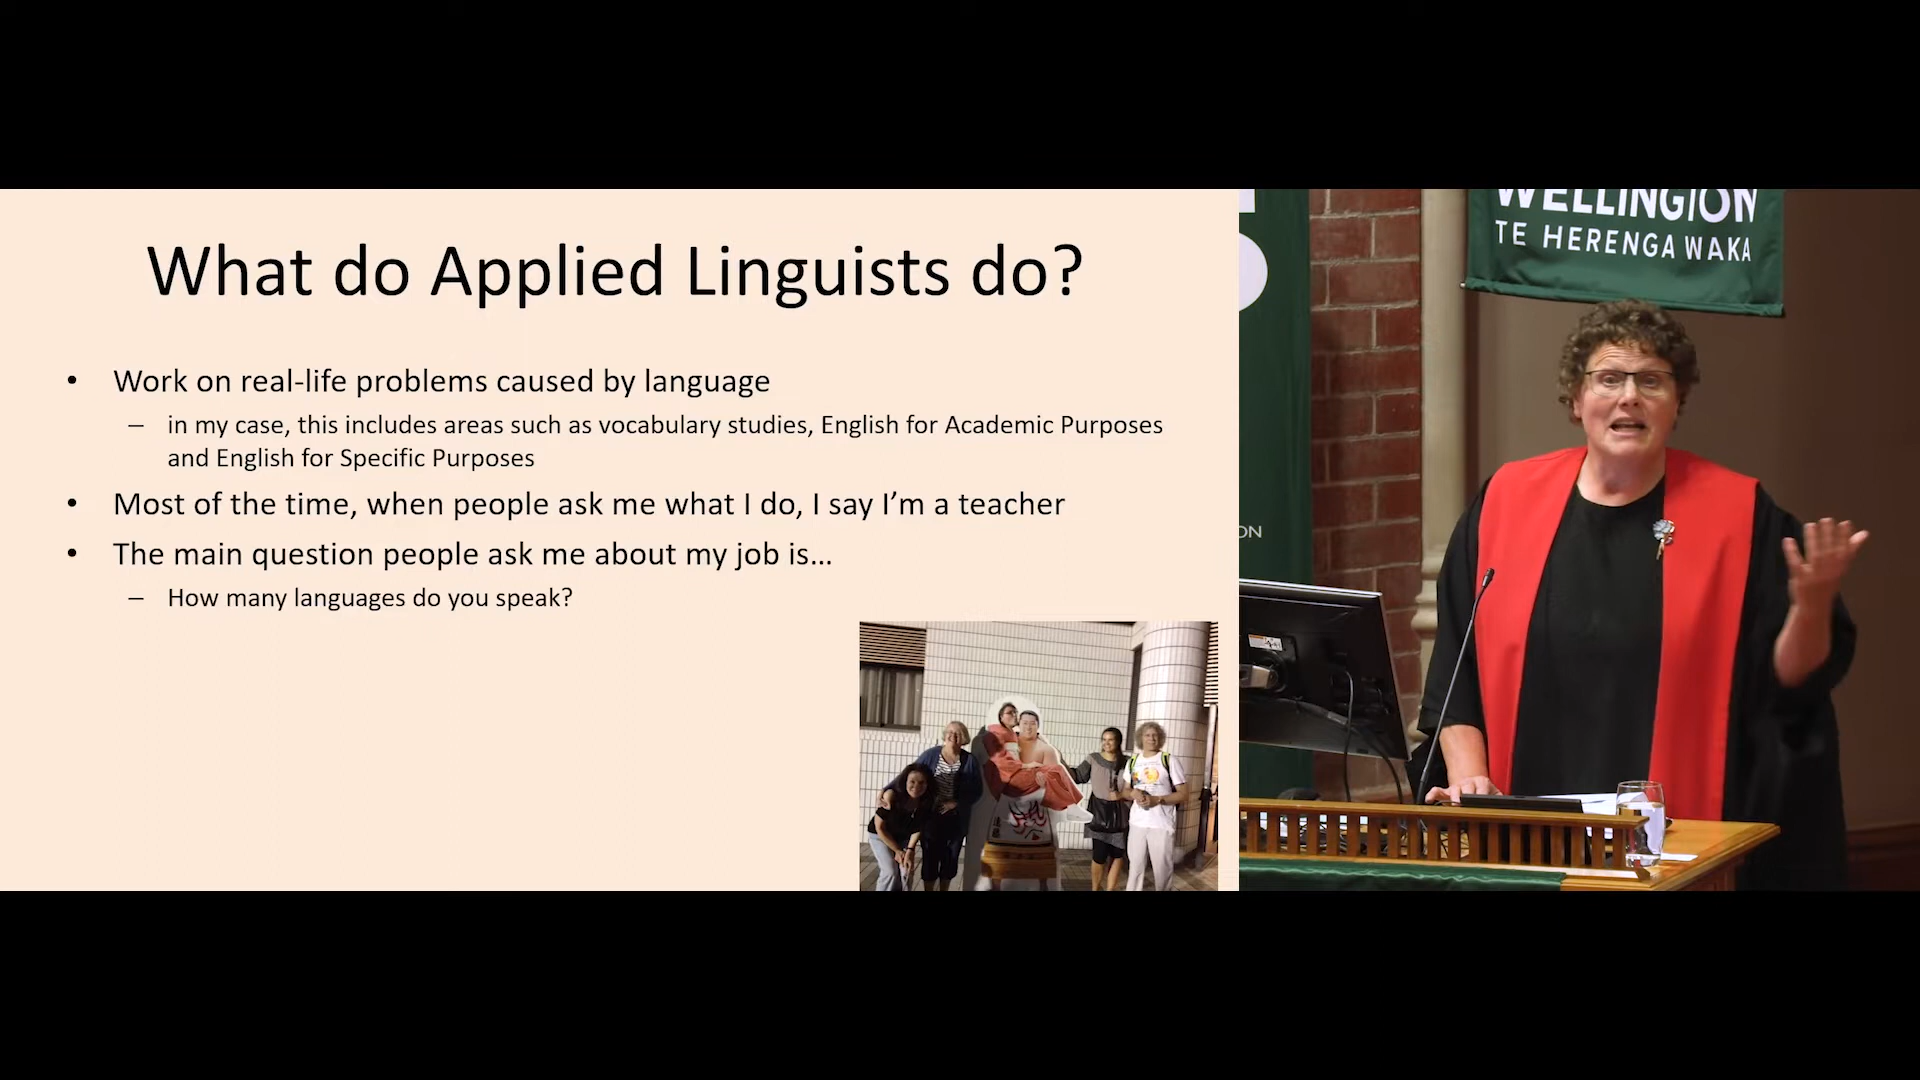 What do Applied Linguists do?
• Work on real-life problems caused by language
– in my case, this includes areas such as vocabulary studies, English for Academic Purposes
and English for Specific Purposes
• Most of the time, when people ask me what I do, I say I’m a teacher
• The main question people ask me about my job is…
– How many languages do you speak?
WELLINGTON
TE HERENGA WAKA
ON